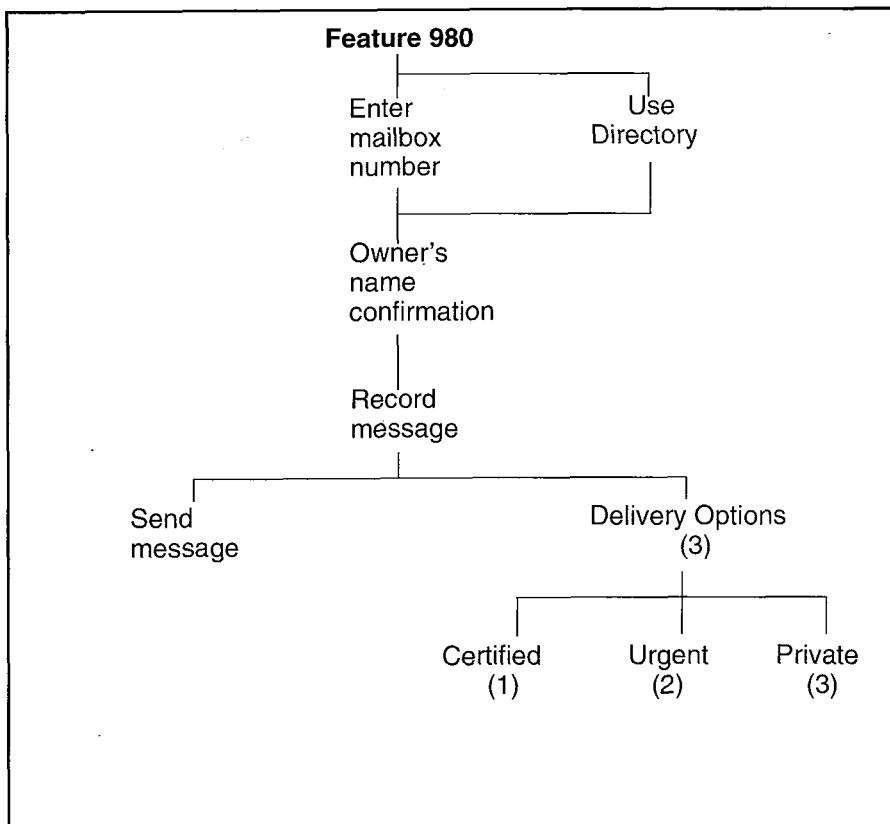 Feature 980
Enter
mailbox
number
Use
Directory
Owner's
name
confirmation
Record
message
Send
message
Delivery Options
(3)
Certified
(1)
Urgent
(2)
Private
(3)